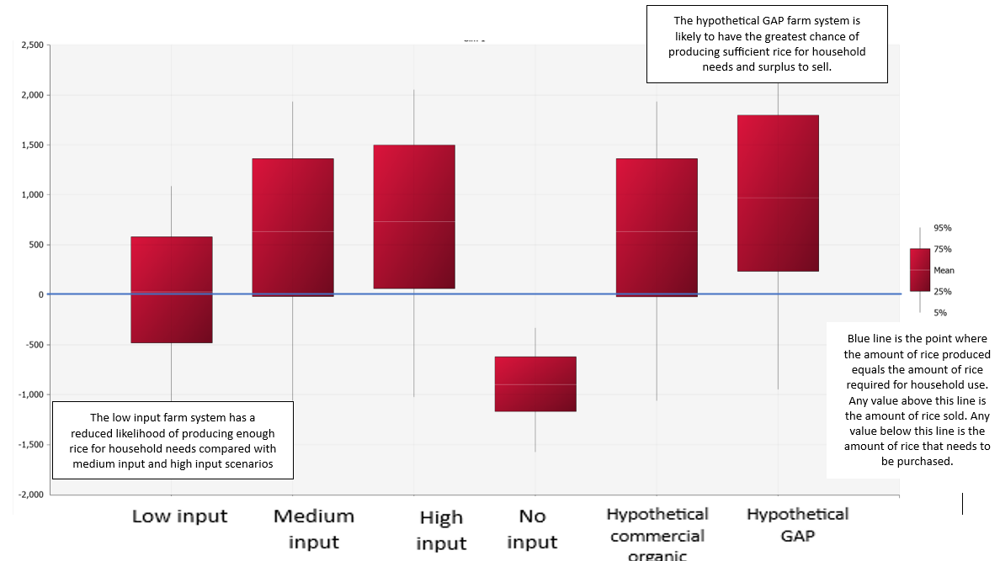 The hypothetical GAP farm system is
likely to have the greatest chance of
producing sufficient rice for household
needs and surplus to sell.
2,500
2,000
1,500
1,000
500
0
-500
-1,000
-1,500
-2,000
95%
75%
Mean
25%
5%
Blue line is the point where
the amount of rice produced
equals the amount of rice
required for household use.
Any value above this line is
the amount of rice sold. Any
value below this line is the
amount of rice that needs to
be purchased.
The low input farm system has a
reduced likelihood of producing enough
rice for household needs compared with
medium input and high input scenarios
Low input
Medium
input
High
input
No
input
Hypothetical
commercial
organic
Hypothetical
GAP